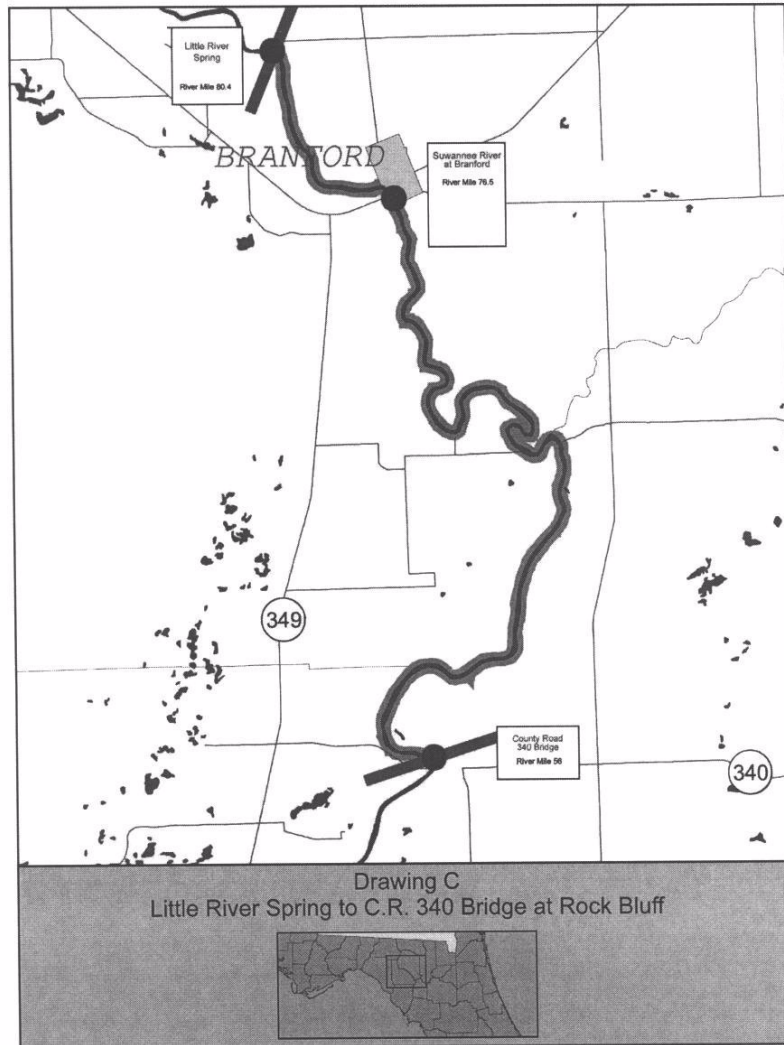 Little River
Spring
River Mile 80.4
BRANFORD
Suwannee River
at Branford
River Mile 76.5
349
County Road
340 Bridge
River Mile 56
340
Drawing C
Little River Spring to C.R. 340 Bridge at Rock Bluff